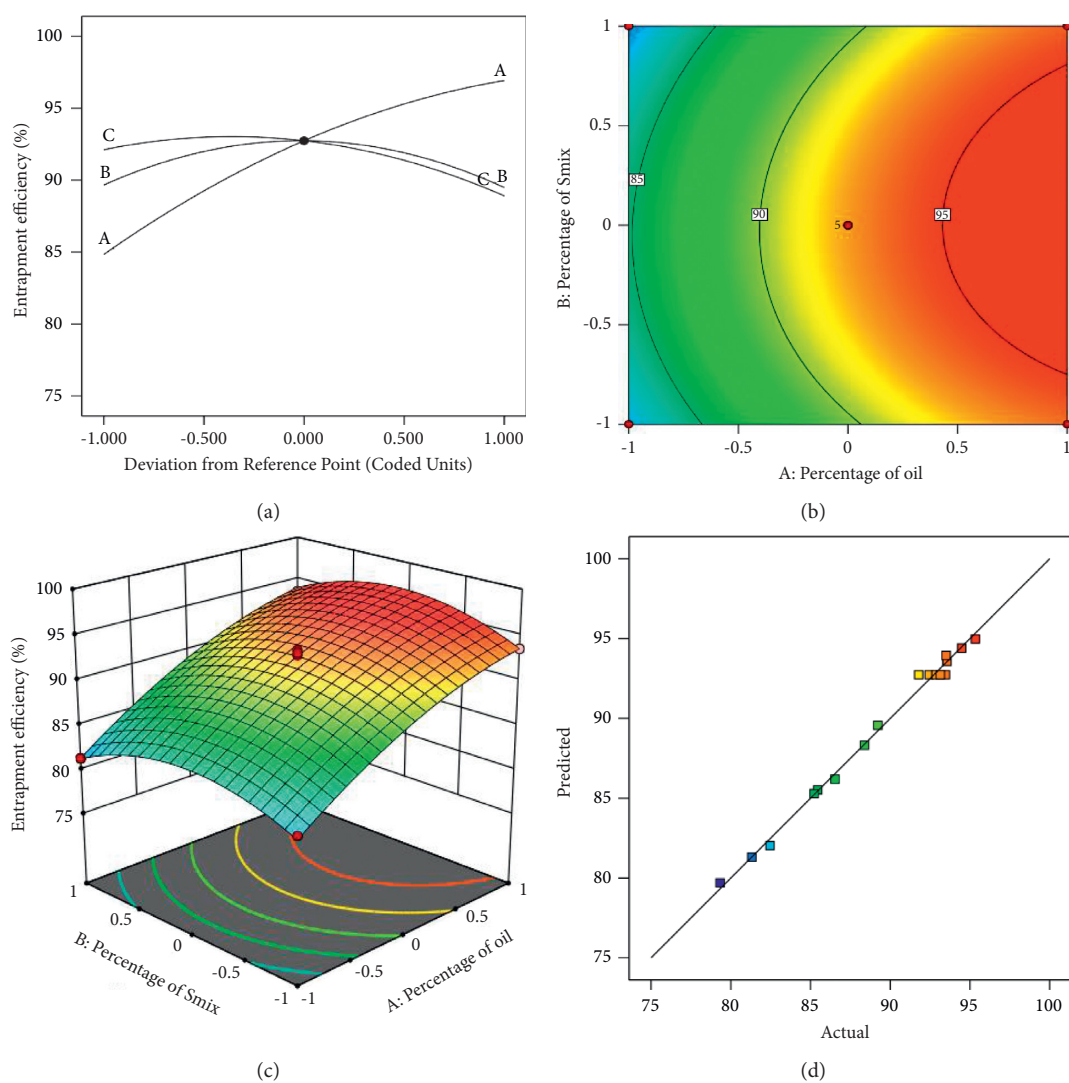 100
95
90
85
80
75
Entrapment efficiency (%)
A
C
B
A
C B
-1.000 -0.500 0.000 0.500 1.000
Deviation from Reference Point (Coded Units)
(a)
1
0.5
0
-0.5
-1
B: Percentage of Smix
85
90
95
5
-1 -0.5 0 0.5 1
A: Percentage of oil
(b)
100
95
90
85
80
75
Entrapment efficiency (%)
1
0.5
0
-0.5
-1
B: Percentage of Smix
-1
-0.5
0
0.5
1
A: Percentage of oil
(c)
100
95
90
85
80
75
Predicted
75 80 85 90 95 100
Actual
(d)